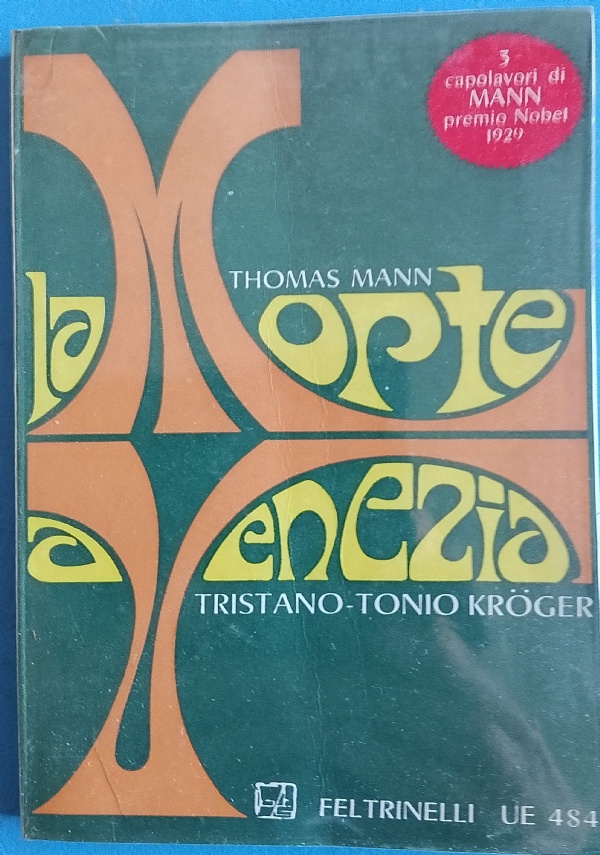 3
capolavori di
MANN
premio Nobel
1929
THOMAS MANN
la Morte
a Venezia
TRISTANO-TONIO KRÖGER
FELTRINELLI UE 484